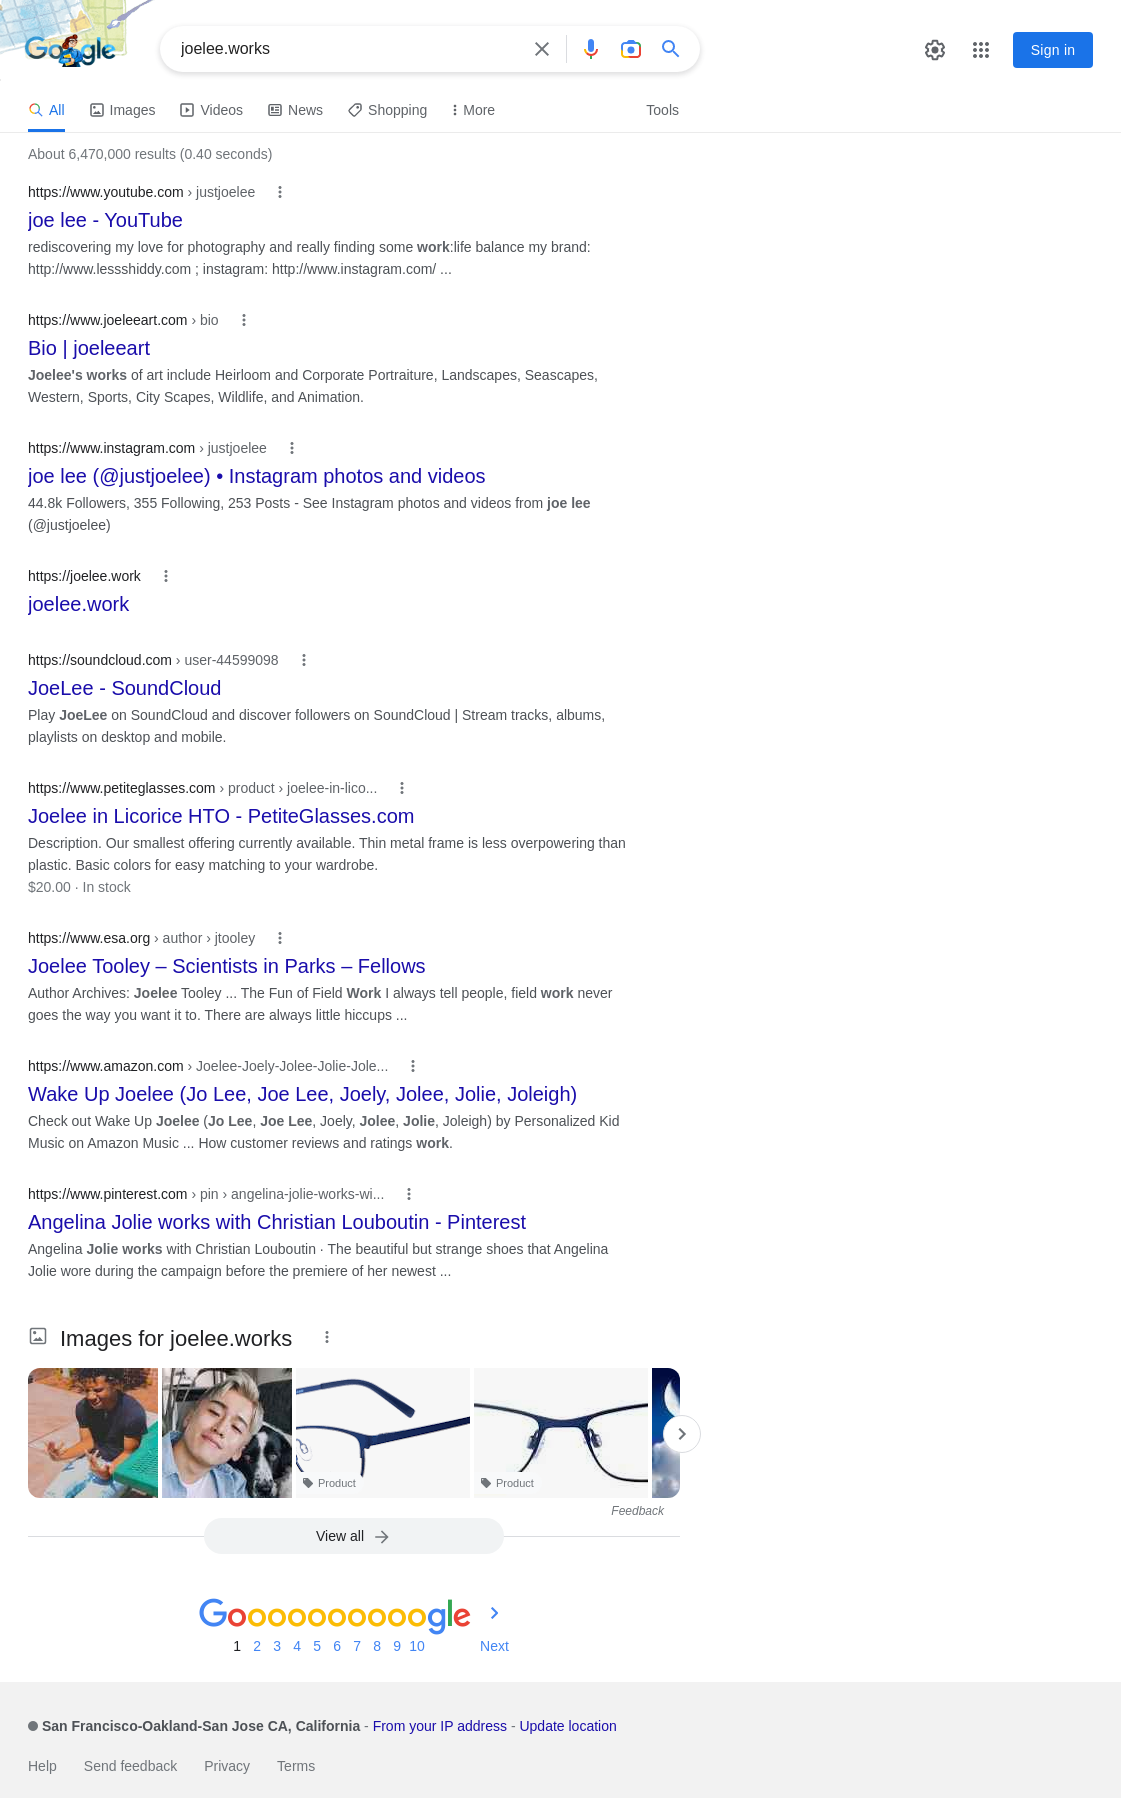 Google
joelee.works
Sign in
All Images Videos News Shopping More Tools
About 6,470,000 results (0.40 seconds)
https://www.youtube.com › justjoelee
joe lee - YouTube
rediscovering my love for photography and really finding some work:life balance my brand:
http://www.lessshiddy.com ; instagram: http://www.instagram.com/ ...
https://www.joeleeart.com › bio
Bio | joeleeart
Joelee's works of art include Heirloom and Corporate Portraiture, Landscapes, Seascapes,
Western, Sports, City Scapes, Wildlife, and Animation.
https://www.instagram.com › justjoelee
joe lee (@justjoelee) • Instagram photos and videos
44.8k Followers, 355 Following, 253 Posts - See Instagram photos and videos from joe lee
(@justjoelee)
https://joelee.work
joelee.work
https://soundcloud.com › user-44599098
JoeLee - SoundCloud
Play JoeLee on SoundCloud and discover followers on SoundCloud | Stream tracks, albums,
playlists on desktop and mobile.
https://www.petiteglasses.com › product › joelee-in-lico...
Joelee in Licorice HTO - PetiteGlasses.com
Description. Our smallest offering currently available. Thin metal frame is less overpowering than
plastic. Basic colors for easy matching to your wardrobe.
$20.00 · In stock
https://www.esa.org › author › jtooley
Joelee Tooley – Scientists in Parks – Fellows
Author Archives: Joelee Tooley ... The Fun of Field Work I always tell people, field work never
goes the way you want it to. There are always little hiccups ...
https://www.amazon.com › Joelee-Joely-Jolee-Jolie-Jole...
Wake Up Joelee (Jo Lee, Joe Lee, Joely, Jolee, Jolie, Joleigh)
Check out Wake Up Joelee (Jo Lee, Joe Lee, Joely, Jolee, Jolie, Joleigh) by Personalized Kid
Music on Amazon Music ... How customer reviews and ratings work.
https://www.pinterest.com › pin › angelina-jolie-works-wi...
Angelina Jolie works with Christian Louboutin - Pinterest
Angelina Jolie works with Christian Louboutin · The beautiful but strange shoes that Angelina
Jolie wore during the campaign before the premiere of her newest ...
Images for joelee.works
Product Product
Feedback
View all
Goooooooooogle
1 2 3 4 5 6 7 8 9 10 Next
San Francisco-Oakland-San Jose CA, California - From your IP address - Update location
Help Send feedback Privacy Terms